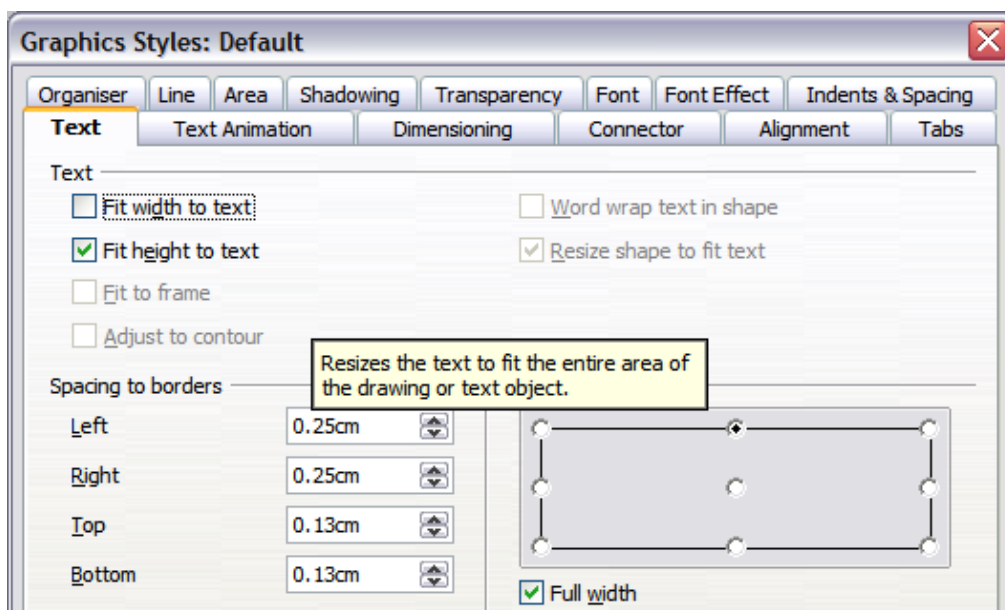 Graphics Styles: Default
Organiser Line Area Shadowing Transparency Font Font Effect Indents & Spacing
Text Text Animation Dimensioning Connector Alignment Tabs
Text
Fit width to text Word wrap text in shape
Fit height to text Resize shape to fit text
Fit to frame
Adjust to contour
Resizes the text to fit the entire area of
the drawing or text object.
Spacing to borders
Left 0.25cm
Right 0.25cm
Top 0.13cm
Bottom 0.13cm
Full width